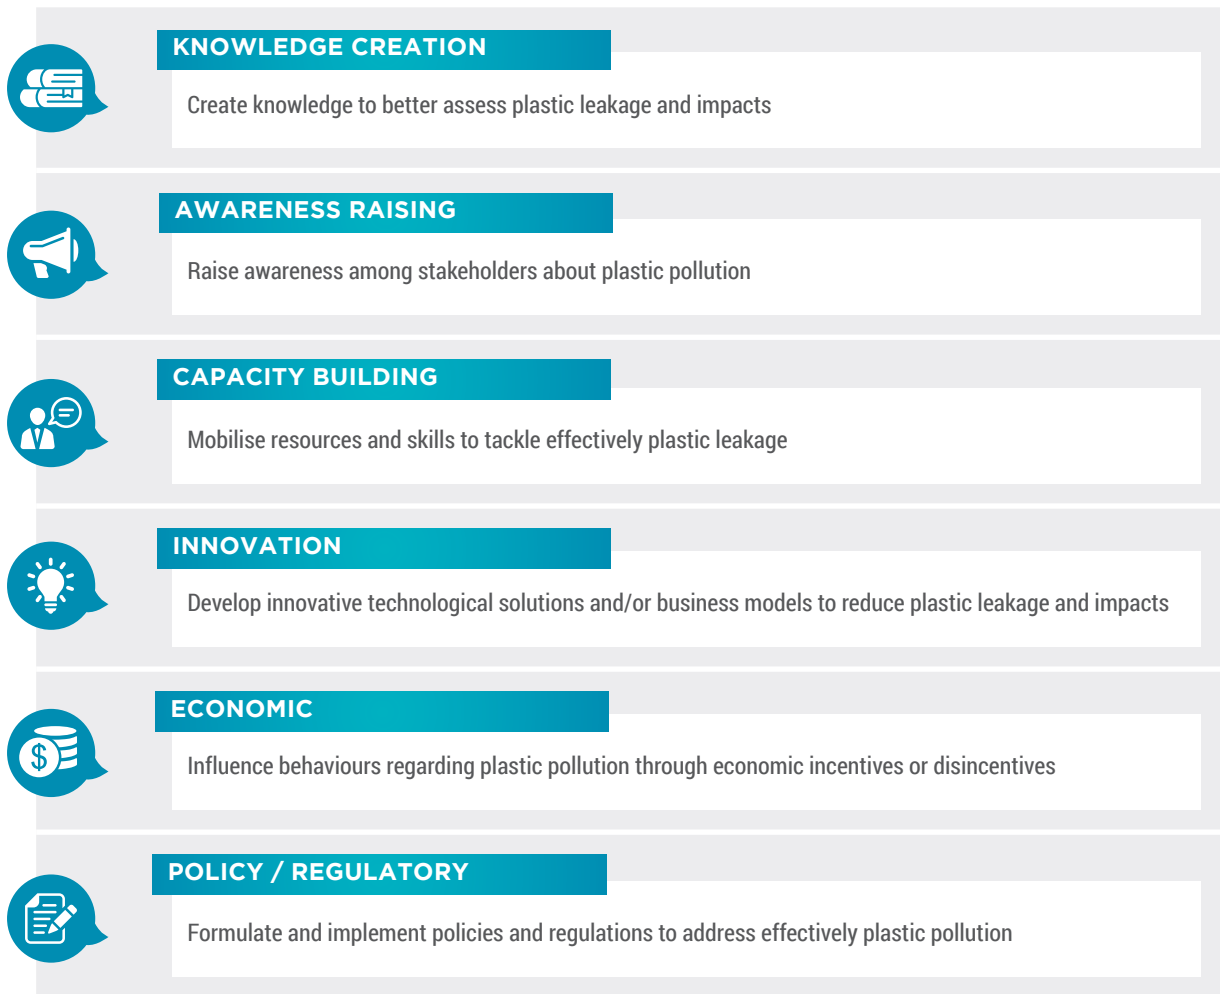 KNOWLEDGE CREATION
Create knowledge to better assess plastic leakage and impacts
AWARENESS RAISING
Raise awareness among stakeholders about plastic pollution
CAPACITY BUILDING
Mobilise resources and skills to tackle effectively plastic leakage
INNOVATION
Develop innovative technological solutions and/or business models to reduce plastic leakage and impacts
ECONOMIC
$
Influence behaviours regarding plastic pollution through economic incentives or disincentives
POLICY / REGULATORY
Formulate and implement policies and regulations to address effectively plastic pollution